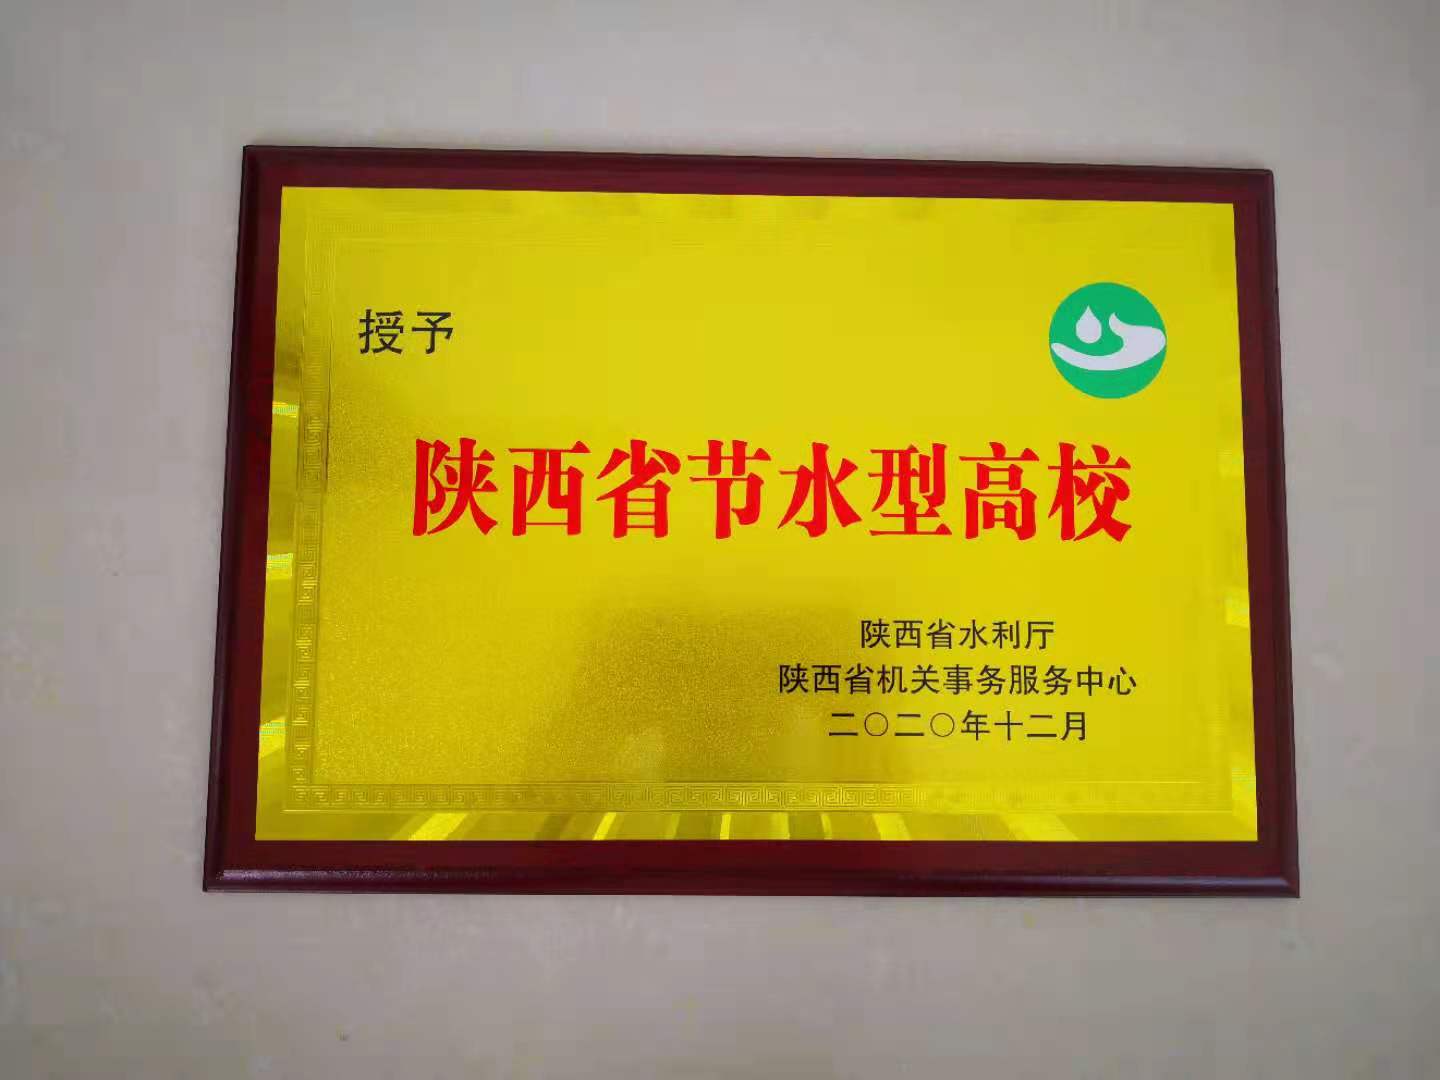 授予
陕西省节水型高校
陕西省水利厅
陕西省机关事务服务中心
二〇二〇年十二月